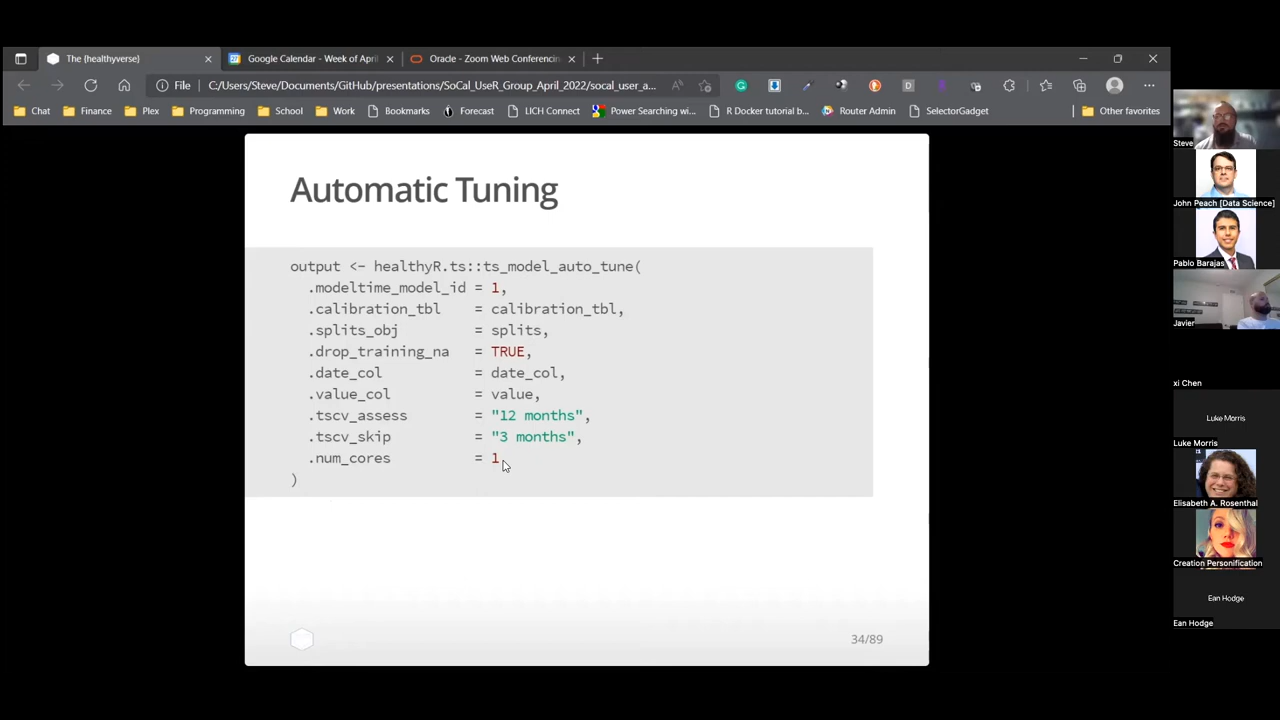 The {healthyverse}
Google Calendar - Week of April
Oracle - Zoom Web Conferencin
File
C:/Users/Steve/Documents/GitHub/presentations/SoCal_UseR_Group_April_2022/socal_user_a...
Chat
Finance
Plex
Programming
School
Work
Bookmarks
Forecast
LICH Connect
Power Searching wi...
R Docker tutorial b...
Router Admin
SelectorGadget
Other favorites
Automatic Tuning
output <- healthyR.ts::ts_model_auto_tune(
.modeltime_model_id = 1,
.calibration_tbl = calibration_tbl,
.splits_obj = splits,
.drop_training_na = TRUE,
.date_col = date_col,
.value_col = value,
.tscv_assess = "12 months",
.tscv_skip = "3 months",
.num_cores = 1
)
34/89
Steve
John Peach [Data Science]
Pablo Barajas
Javier
xi Chen
Luke Morris
Luke Morris
Elisabeth A. Rosenthal
Creation Personification
Ean Hodge
Ean Hodge